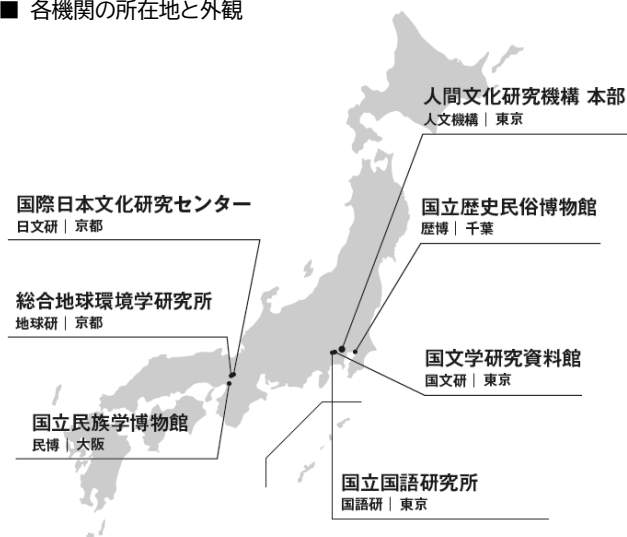 ■ 各機関の所在地と外観
人間文化研究機構 本部
人文機構｜東京
国際日本文化研究センター
日文研｜京都
国立歴史民俗博物館
歴博｜千葉
総合地球環境学研究所
地球研｜京都
国文学研究資料館
国文研｜東京
国立民族学博物館
民博｜大阪
国立国語研究所
国語研｜東京